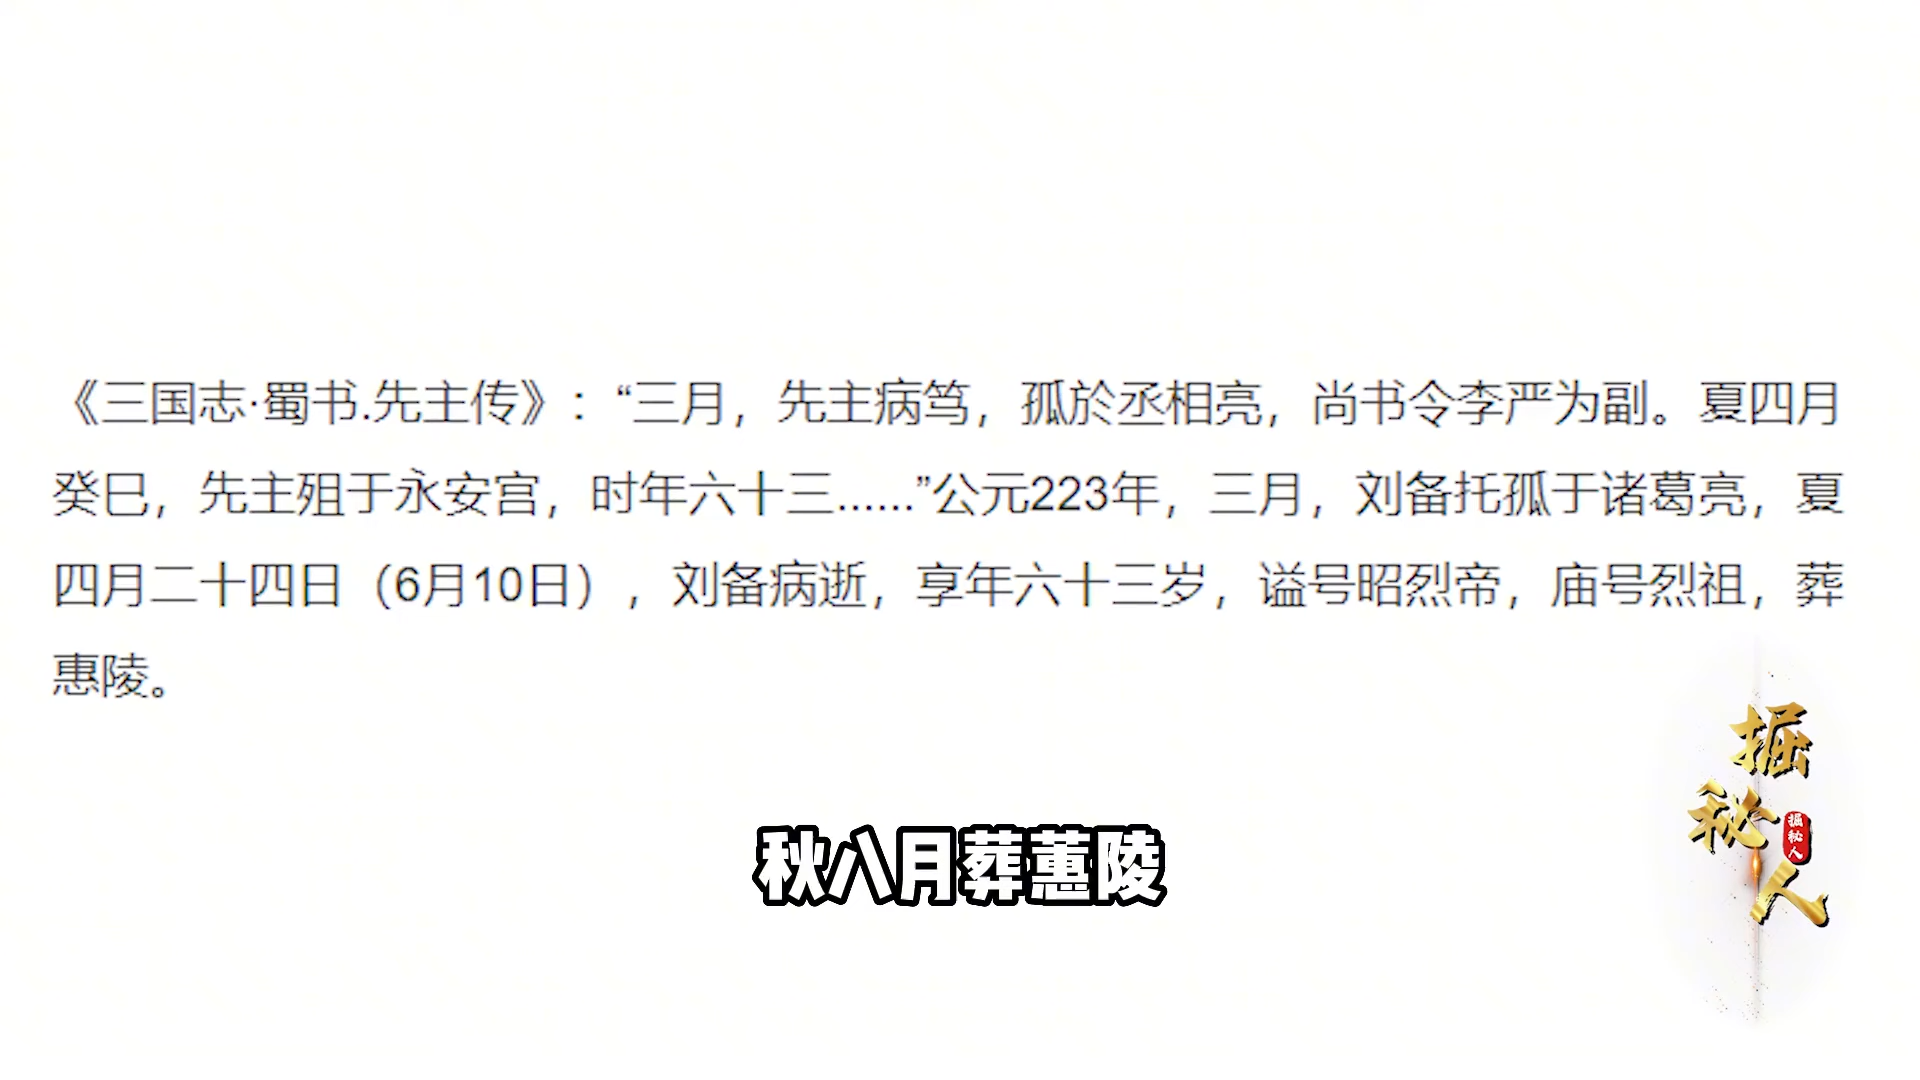 《三国志·蜀书.先主传》：“三月，先主病笃，孤於丞相亮，尚书令李严为副。夏四月
癸巳，先主殂于永安宫，时年六十三......”公元223年，三月，刘备托孤于诸葛亮，夏
四月二十四日（6月10日），刘备病逝，享年六十三岁，谥号昭烈帝，庙号烈祖，葬
惠陵。
秋八月葬蕙陵
掘秘人
掘秘人